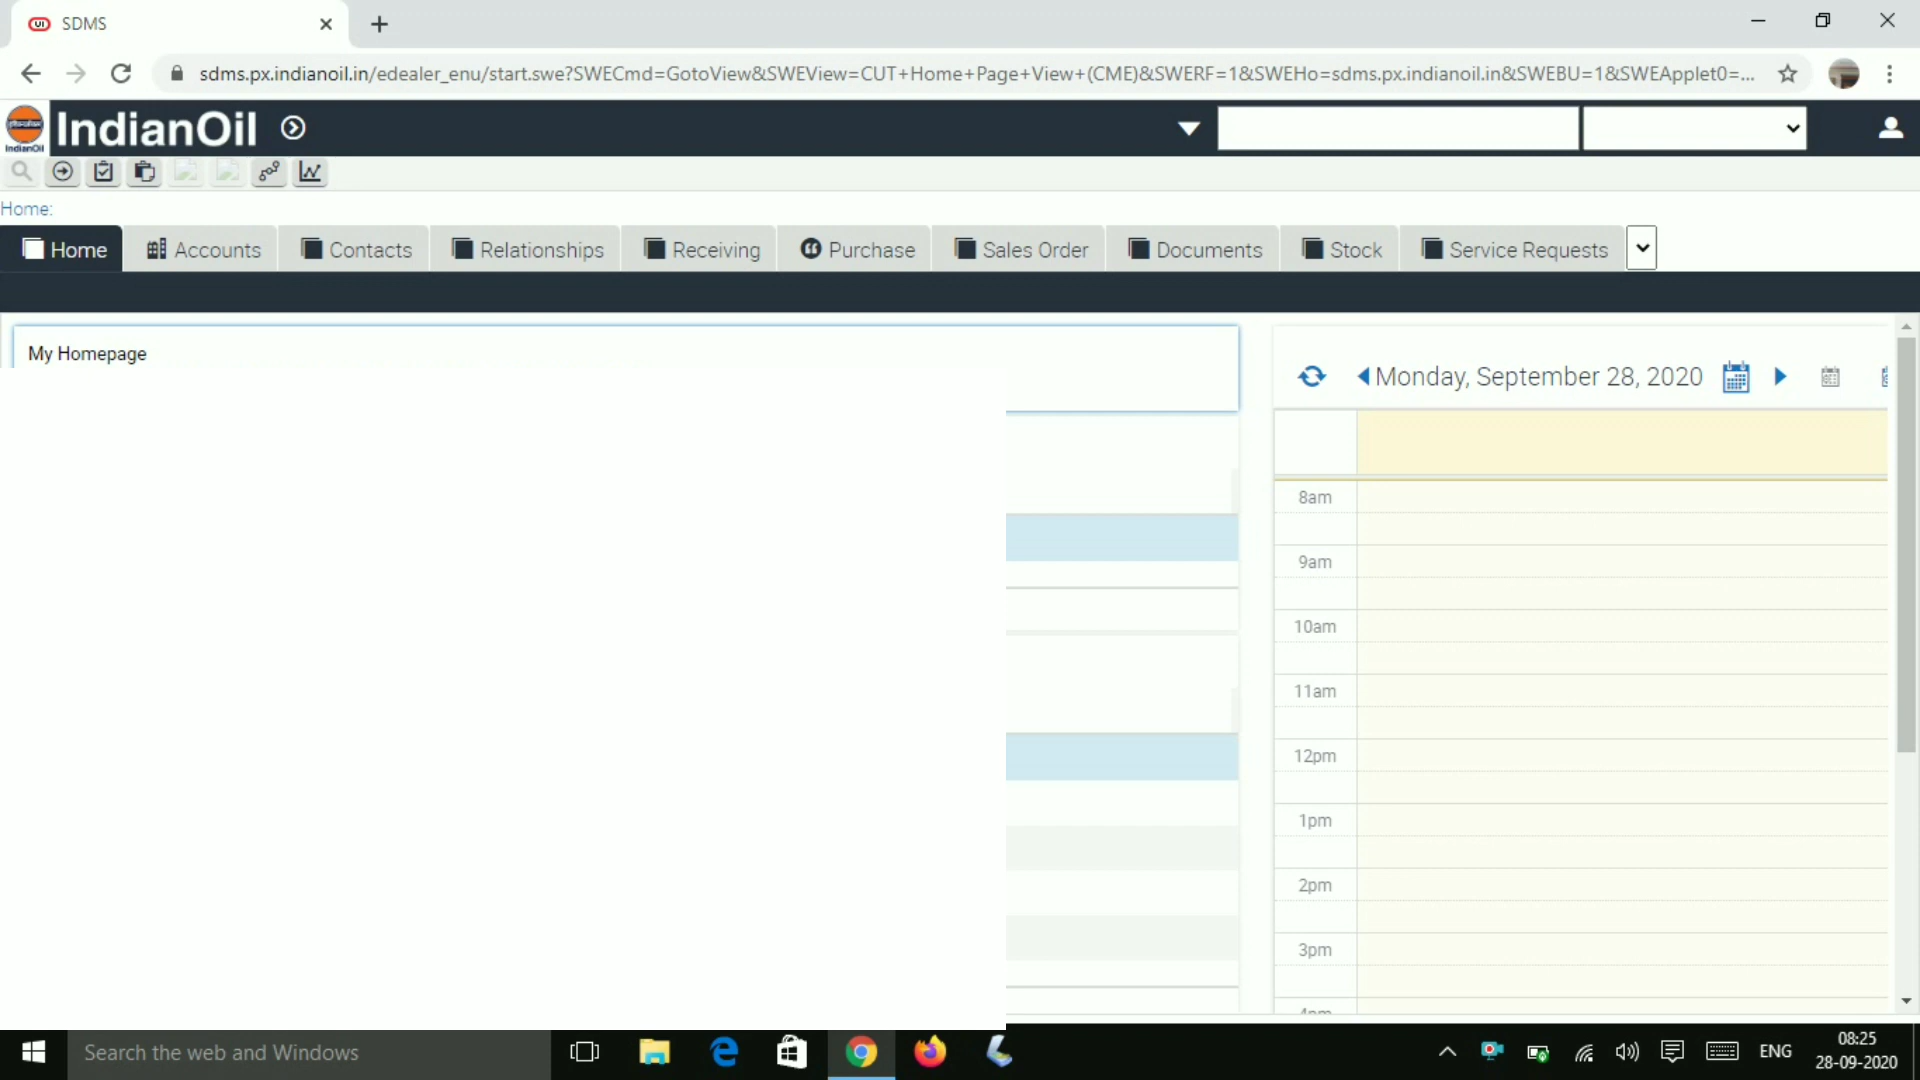 SDMS
sdms.px.indianoil.in/edealer_enu/start.swe?SWECmd=GotoView&SWEView=CUT+Home+Page+View+(CME)&SWERF=1&SWEHo=sdms.px.indianoil.in&SWEBU=1&SWEApplet0=...
IndianOil
IndianOil
Home:
Home Accounts Contacts Relationships Receiving Purchase Sales Order Documents Stock Service Requests
My Homepage
Monday, September 28, 2020
8am
9am
10am
11am
12pm
1pm
2pm
3pm
Search the web and Windows
ENG
08:25
28-09-2020